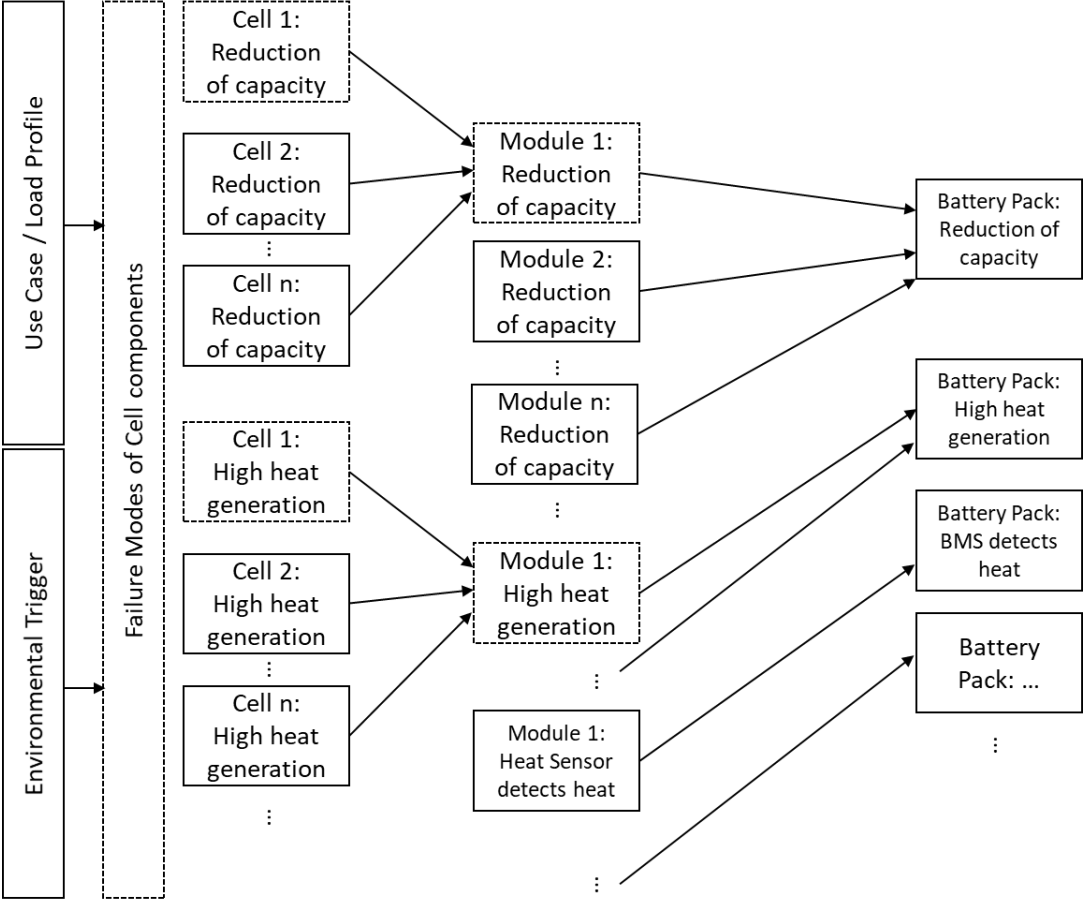 Use Case / Load Profile
Environmental Trigger
Failure Modes of Cell components
Cell 1:
Reduction
of capacity
Cell 2:
Reduction
of capacity
...
Cell n:
Reduction
of capacity
Cell 1:
High heat
generation
Cell 2:
High heat
generation
...
Cell n:
High heat
generation
...
Module 1:
Reduction
of capacity
Module 2:
Reduction
of capacity
...
Module n:
Reduction
of capacity
...
Module 1:
High heat
generation
...
Module 1:
Heat Sensor
detects heat
...
Battery Pack:
Reduction of
capacity
Battery Pack:
High heat
generation
Battery Pack:
BMS detects
heat
Battery
Pack: ...
...